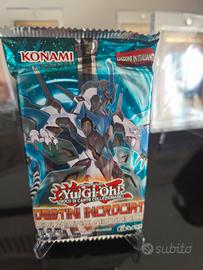 KONAMI
EDIZIONE IN ITALIANO
Yu-Gi-Oh!
GIOCO DI CARTE COLLEZIONABILI
DESTINI INCROCIATI
subito